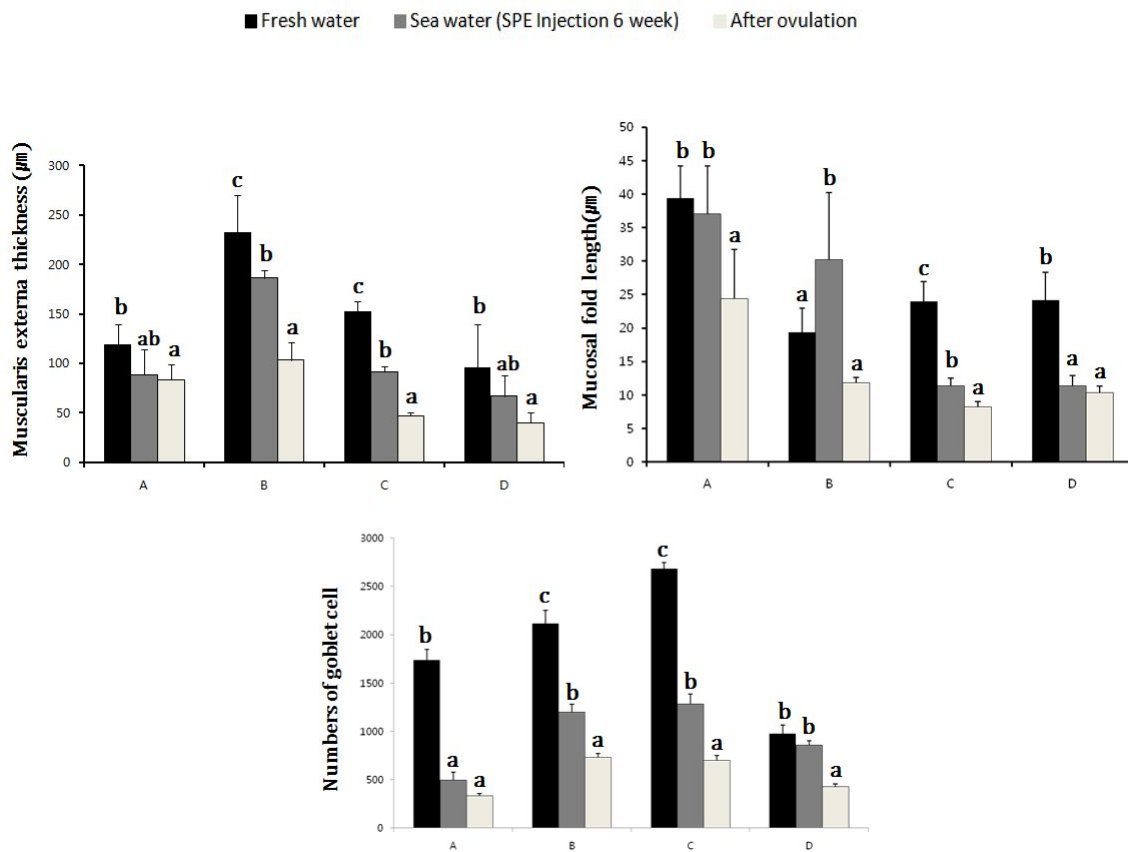 Fresh water Sea water (SPE Injection 6 week) After ovulation
Muscularis externa thickness (㎛)
300
250
200
150
100
50
0
b
ab
a
c
b
a
c
b
a
b
ab
a
A B C D
Mucosal fold length(㎛)
50
45
40
35
30
25
20
15
10
5
0
b
b
a
a
b
a
c
b
a
b
a
a
A B C D
Numbers of goblet cell
3000
2500
2000
1500
1000
500
0
b
a
a
c
b
a
c
b
a
b
b
a
A B C D